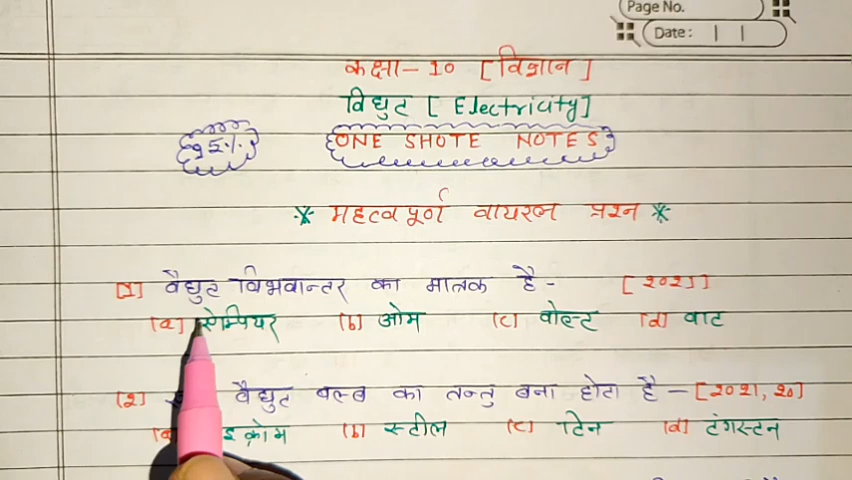 Page No.
Date:
कक्षा- 10 [विज्ञान]
विद्युत [Electricity]
95%
ONE SHOTE NOTES
* महत्वपूर्ण वायरल प्रश्न *
[1] वैद्युत विभवान्तर का मात्रक है- [2021]
(a) ऐम्पियर (b) ओम (c) वोल्ट (d) वाट
(2) वैद्युत बल्ब का तन्तु बना होता है- [2021, 20]
(b) स्टील (c) टिन (d) टंगस्टन